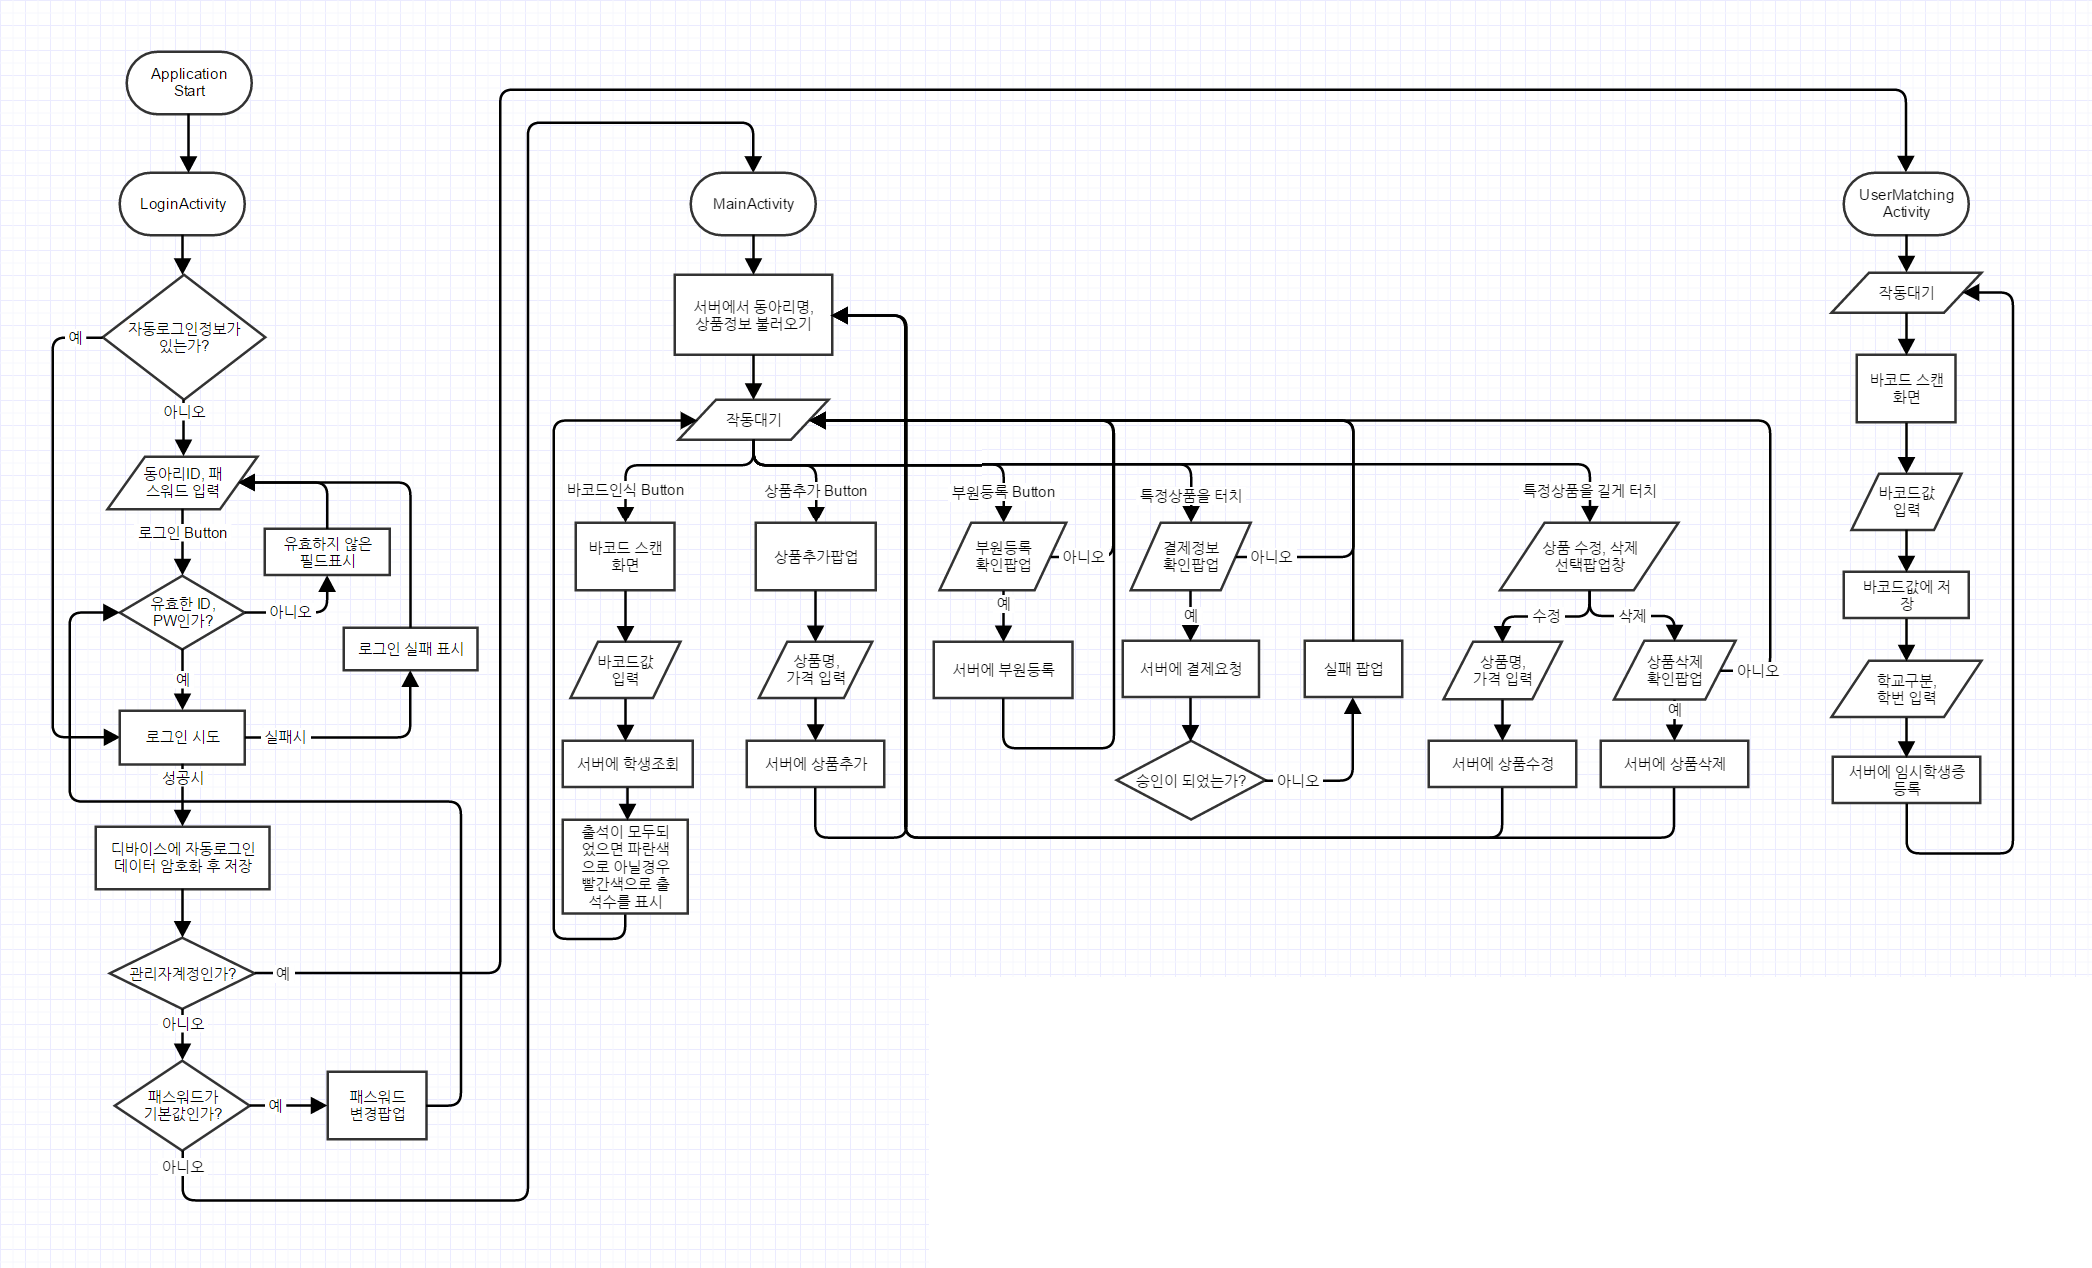 Application
Start
LoginActivity
자동로그인정보가
있는가?
예
아니오
동아리ID, 패
스워드 입력
로그인 Button
유효하지 않은
필드표시
유효한 ID,
PW인가?
아니오
예
로그인 실패 표시
로그인 시도
실패시
성공시
디바이스에 자동로그인
데이터 암호화 후 저장
관리자계정인가?
예
아니오
패스워드가
기본값인가?
예
패스워드
변경팝업
아니오
MainActivity
서버에서 동아리명,
상품정보 불러오기
작동대기
바코드인식 Button
바코드 스캔
화면
바코드값
입력
서버에 학생조회
출석이 모두되
었으면 파란색
으로 아닐경우
빨간색으로 출
석수를 표시
상품추가 Button
상품추가팝업
상품명,
가격 입력
서버에 상품추가
부원등록 Button
부원등록
확인팝업
아니오
예
서버에 부원등록
특정상품을 터치
결제정보
확인팝업
아니오
예
서버에 결제요청
승인이 되었는가?
아니오
실패 팝업
특정상품을 길게 터치
상품 수정, 삭제
선택팝업창
수정
삭제
상품명,
가격 입력
서버에 상품수정
상품삭제
확인팝업
아니오
예
서버에 상품삭제
UserMatching
Activity
작동대기
바코드 스캔
화면
바코드값
입력
바코드값에 저
장
학교구분,
학번 입력
서버에 임시학생증
등록